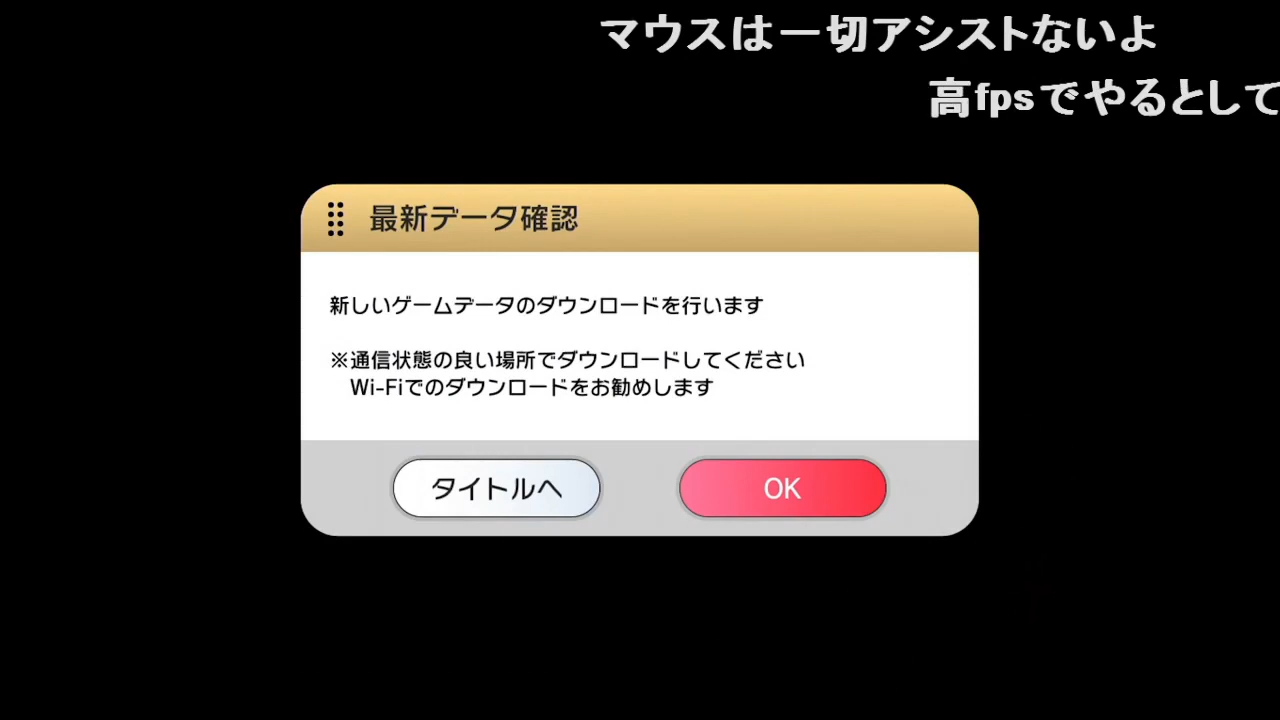 マウスは一切アシストないよ
高fpsでやるとして
最新データ確認
新しいゲームデータのダウンロードを行います
※通信状態の良い場所でダウンロードしてください
Wi-Fiでのダウンロードをお勧めします
タイトルへ
OK